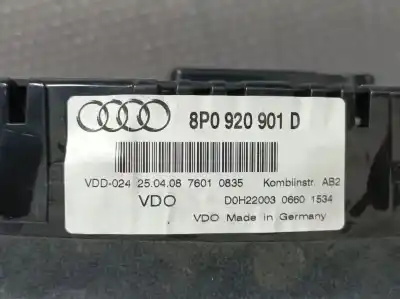 8P0 920 901 D
VDD-024 25.04.06 7601 0835 Kombiinstr. AB2
VDO D0H22003 0660 1534
VDO Made in Germany